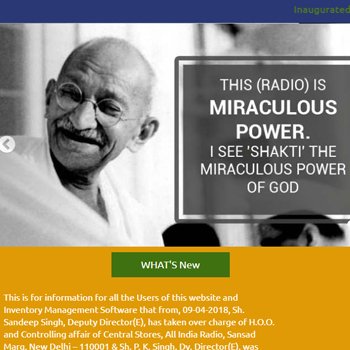 Inaugurated
THIS (RADIO) IS
MIRACULOUS
POWER.
I SEE 'SHAKTI' THE
MIRACULOUS POWER
OF GOD
WHAT'S New
This is for information for all the Users of this website and
Inventory Management Software that from, 09-04-2018, Sh.
Sandeep Singh, Deputy Director(E), has taken over charge of H.O.O.
and Controlling affair of Central Stores, All India Radio, Sansad
Marg, New Delhi – 110001 & Sh. P. K. Singh, Dy. Director(E), was